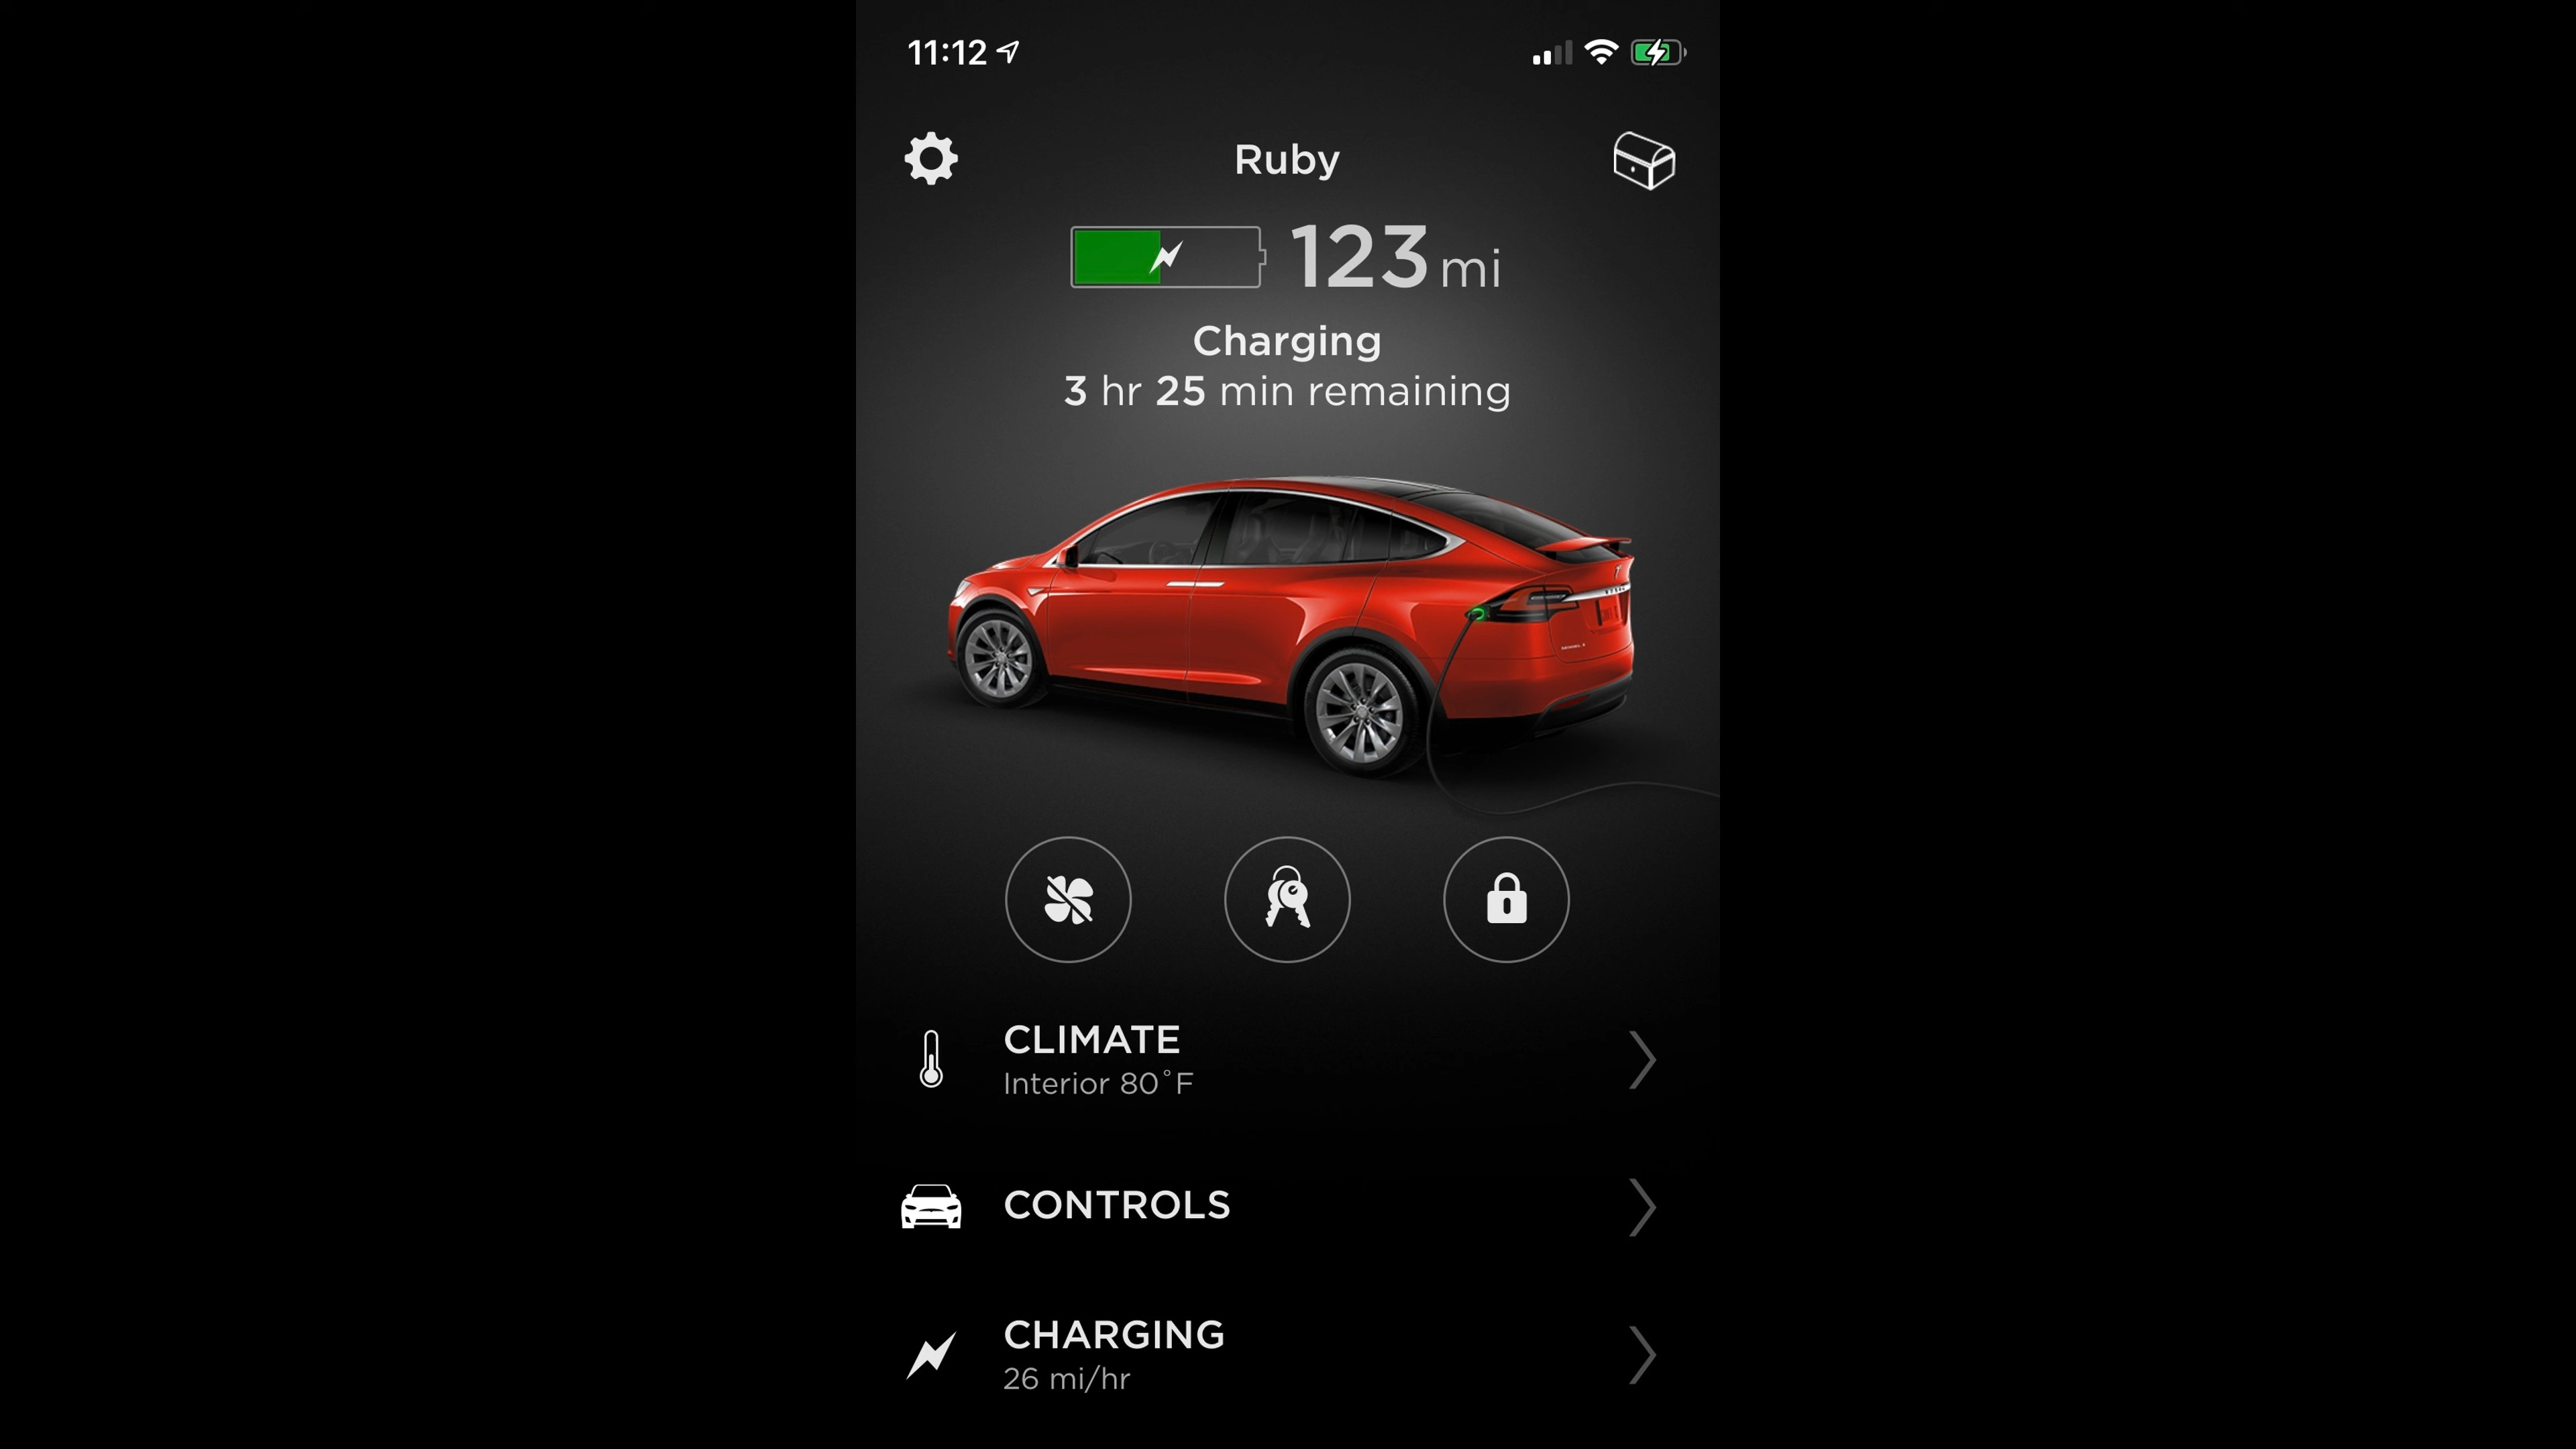 11:12
Ruby
123 mi
Charging
3 hr 25 min remaining
CLIMATE
Interior 80°F
CONTROLS
CHARGING
26 mi/hr